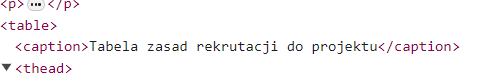 <p>…</p>
<table>
<caption>Tabela zasad rekrutacji do projektu</caption>
▼<thead>